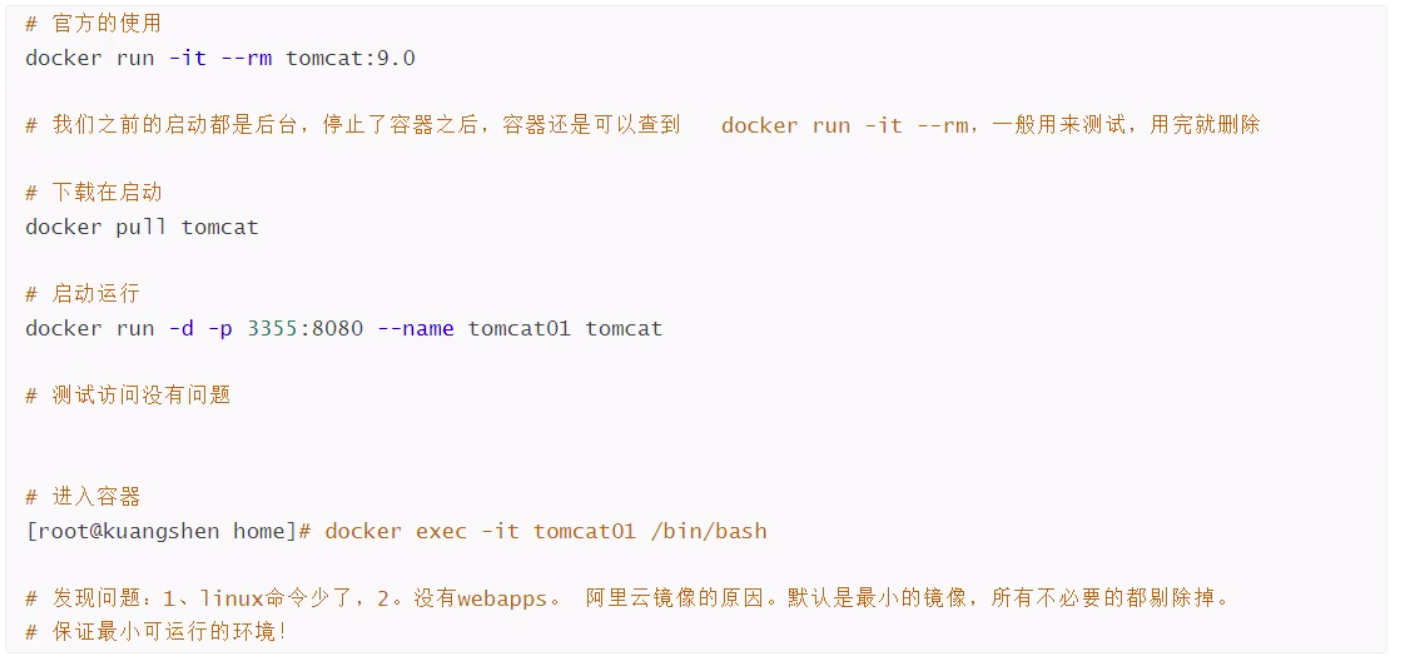 # 官方的使用
docker run -it --rm tomcat:9.0
# 我们之前的启动都是后台，停止了容器之后，容器还是可以查到   docker run -it --rm，一般用来测试，用完就删除
# 下载在启动
docker pull tomcat
# 启动运行
docker run -d -p 3355:8080 --name tomcat01 tomcat
# 测试访问没有问题
# 进入容器
[root@kuangshen home]# docker exec -it tomcat01 /bin/bash
# 发现问题：1、linux命令少了，2。没有webapps。 阿里云镜像的原因。默认是最小的镜像，所有不必要的都剔除掉。
# 保证最小可运行的环境！